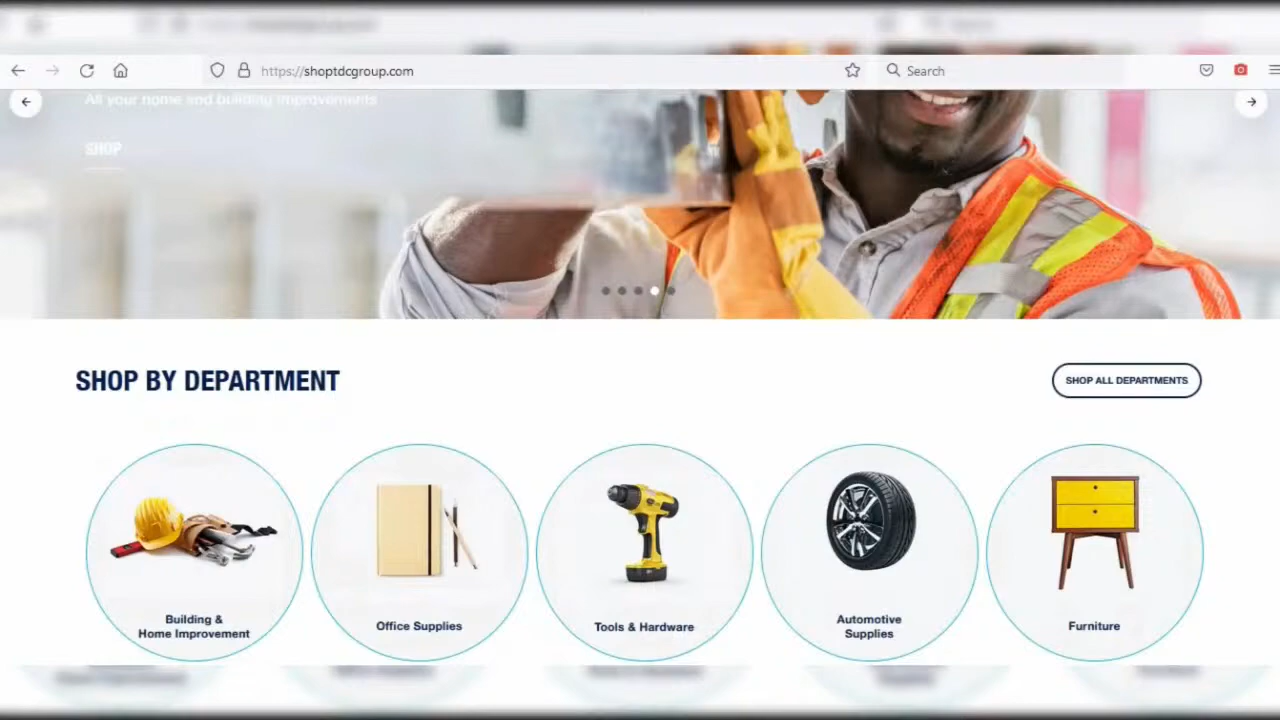 https://shoptdcgroup.com
Search
All your home and building improvements
SHOP
SHOP BY DEPARTMENT
SHOP ALL DEPARTMENTS
Building &
Home Improvement
Office Supplies
Tools & Hardware
Automotive
Supplies
Furniture